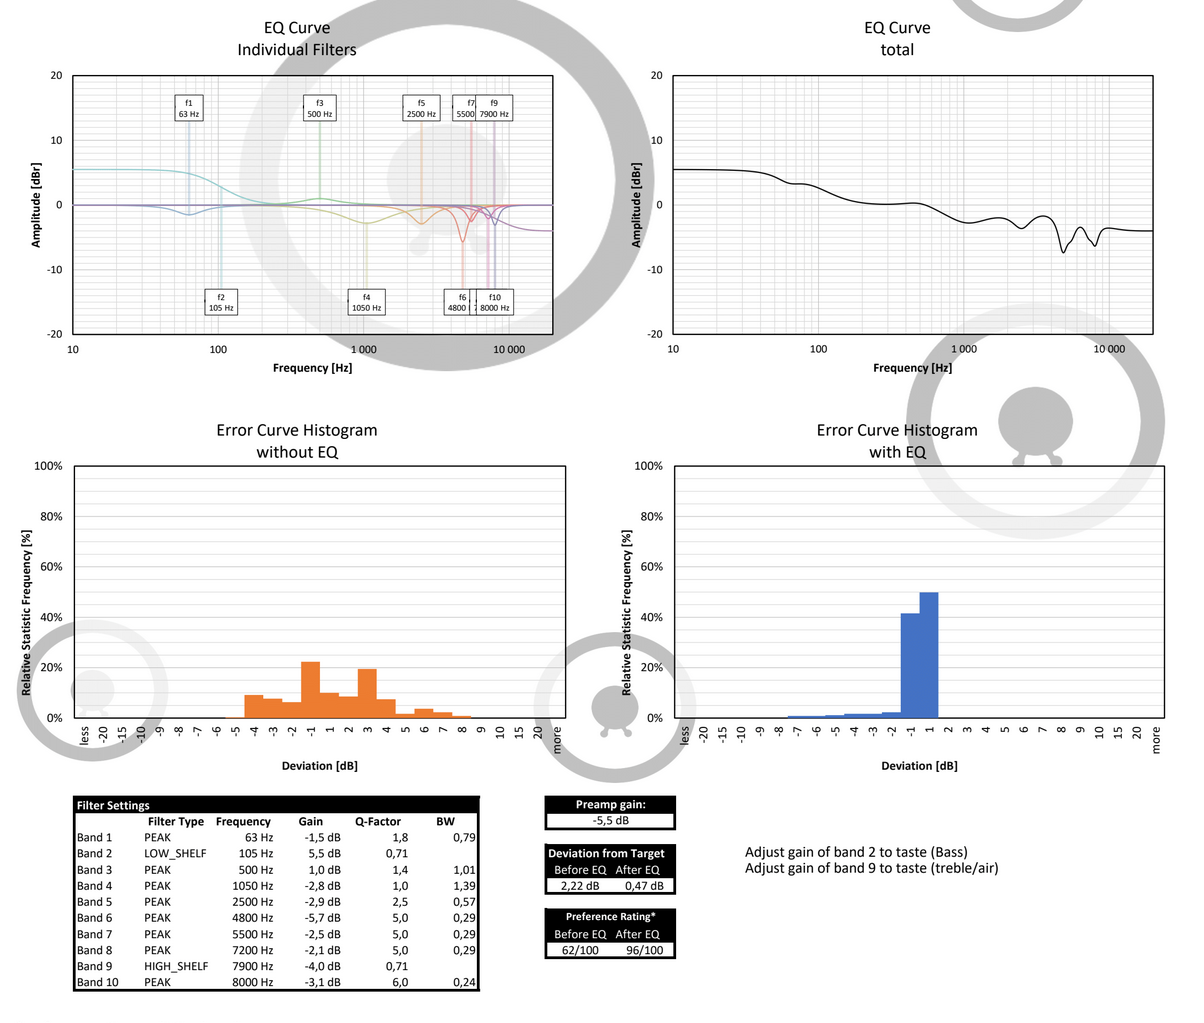 EQ Curve
Individual Filters
20
10
0
-10
-20
Amplitude [dBr]
f1
63 Hz
f3
500 Hz
f5
2500 Hz
f7
5500
f9
7900 Hz
f2
105 Hz
f4
1050 Hz
f6
4800
f10
8000 Hz
10
100
1 000
10 000
Frequency [Hz]
EQ Curve
total
20
10
0
-10
-20
Amplitude [dBr]
10
100
1 000
10 000
Frequency [Hz]
Error Curve Histogram
without EQ
100%
80%
60%
40%
20%
0%
Relative Statistic Frequency [%]
less -20 -15 -10 -9 -8 -7 -6 -5 -4 -3 -2 -1 1 2 3 4 5 6 7 8 9 10 15 20 more
Deviation [dB]
Error Curve Histogram
with EQ
100%
80%
60%
40%
20%
0%
Relative Statistic Frequency [%]
less -20 -15 -10 -9 -8 -7 -6 -5 -4 -3 -2 -1 1 2 3 4 5 6 7 8 9 10 15 20 more
Deviation [dB]
Filter Settings
Filter Type Frequency Gain Q-Factor BW
Band 1 PEAK 63 Hz -1,5 dB 1,8 0,79
Band 2 LOW_SHELF 105 Hz 5,5 dB 0,71
Band 3 PEAK 500 Hz 1,0 dB 1,4 1,01
Band 4 PEAK 1050 Hz -2,8 dB 1,0 1,39
Band 5 PEAK 2500 Hz -2,9 dB 2,5 0,57
Band 6 PEAK 4800 Hz -5,7 dB 5,0 0,29
Band 7 PEAK 5500 Hz -2,5 dB 5,0 0,29
Band 8 PEAK 7200 Hz -2,1 dB 5,0 0,29
Band 9 HIGH_SHELF 7900 Hz -4,0 dB 0,71
Band 10 PEAK 8000 Hz -3,1 dB 6,0 0,24
Preamp gain:
-5,5 dB
Deviation from Target
Before EQ After EQ
2,22 dB 0,47 dB
Preference Rating*
Before EQ After EQ
62/100 96/100
Adjust gain of band 2 to taste (Bass)
Adjust gain of band 9 to taste (treble/air)